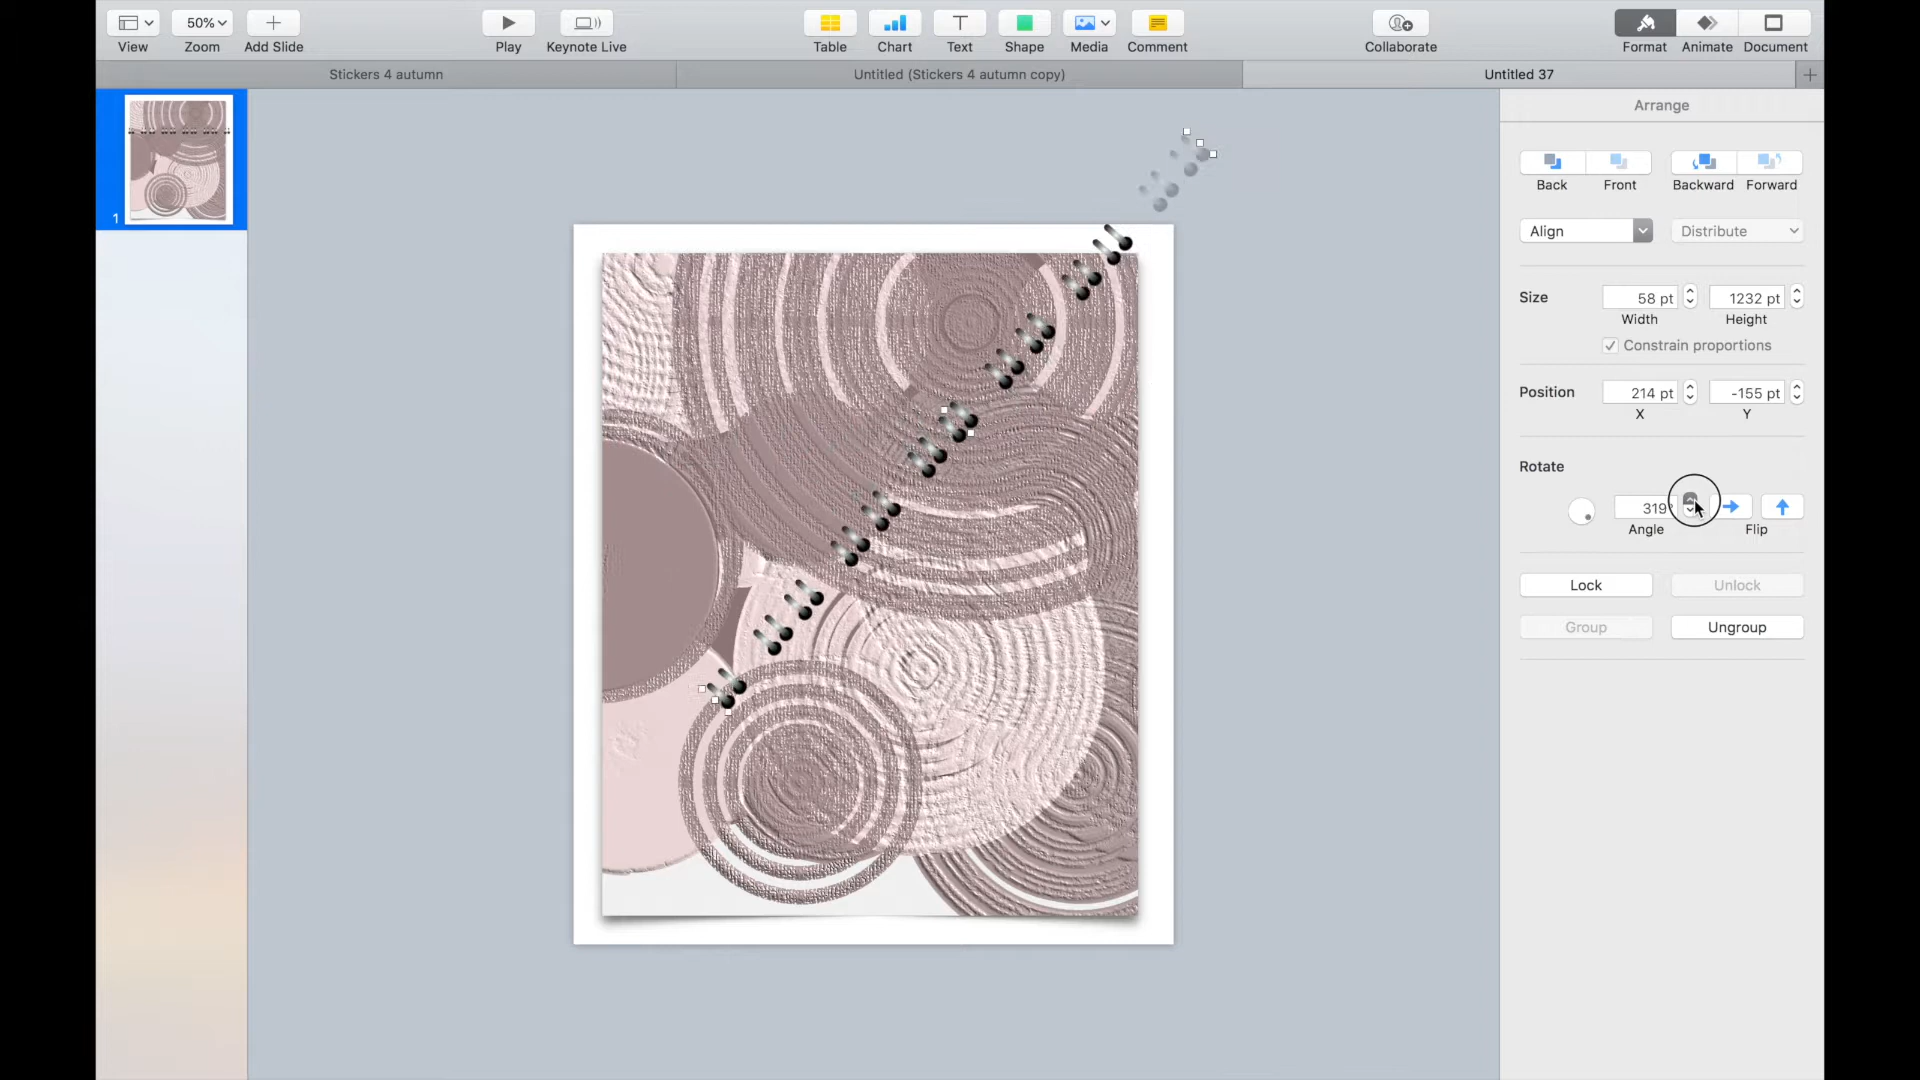 50%
View
Zoom
Add Slide
Play
Keynote Live
Table
Chart
Text
Shape
Media
Comment
Collaborate
Format
Animate
Document
Stickers 4 autumn
Untitled (Stickers 4 autumn copy)
Untitled 37
1
Arrange
Back
Front
Backward
Forward
Align
Distribute
Size
58 pt
1232 pt
Width
Height
Constrain proportions
Position
214 pt
-155 pt
X
Y
Rotate
319°
Angle
Flip
Lock
Unlock
Group
Ungroup